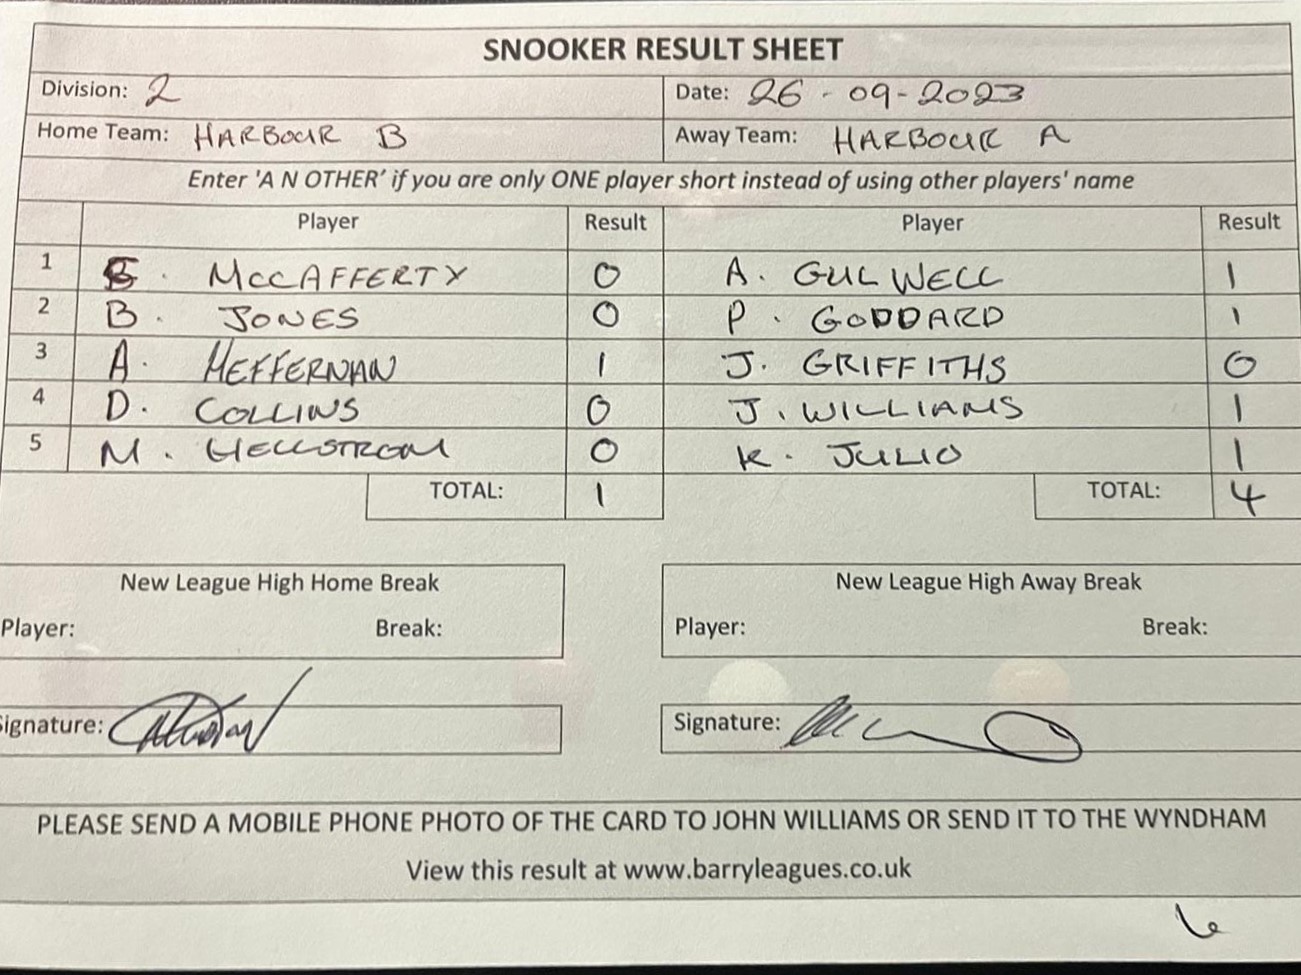 SNOOKER RESULT SHEET
Division: 2 Date: 26-09-2023
Home Team: HARBOUR B Away Team: HARBOUR A
Enter 'A N OTHER' if you are only ONE player short instead of using other players' name
Player Result Player Result
1 . MCCAFFERTY 0 A. GULWELL 1
2 B. JONES 0 P. GODDARD 1
3 A. HEFFERNAN 1 J. GRIFFITHS 0
4 D. COLLINS 0 J. WILLIAMS 1
5 M. HELLSTROM 0 K. JULIO 1
TOTAL: 1 TOTAL: 4
New League High Home Break New League High Away Break
Player: Break: Player: Break:
Signature: Signature:
PLEASE SEND A MOBILE PHONE PHOTO OF THE CARD TO JOHN WILLIAMS OR SEND IT TO THE WYNDHAM
View this result at www.barryleagues.co.uk